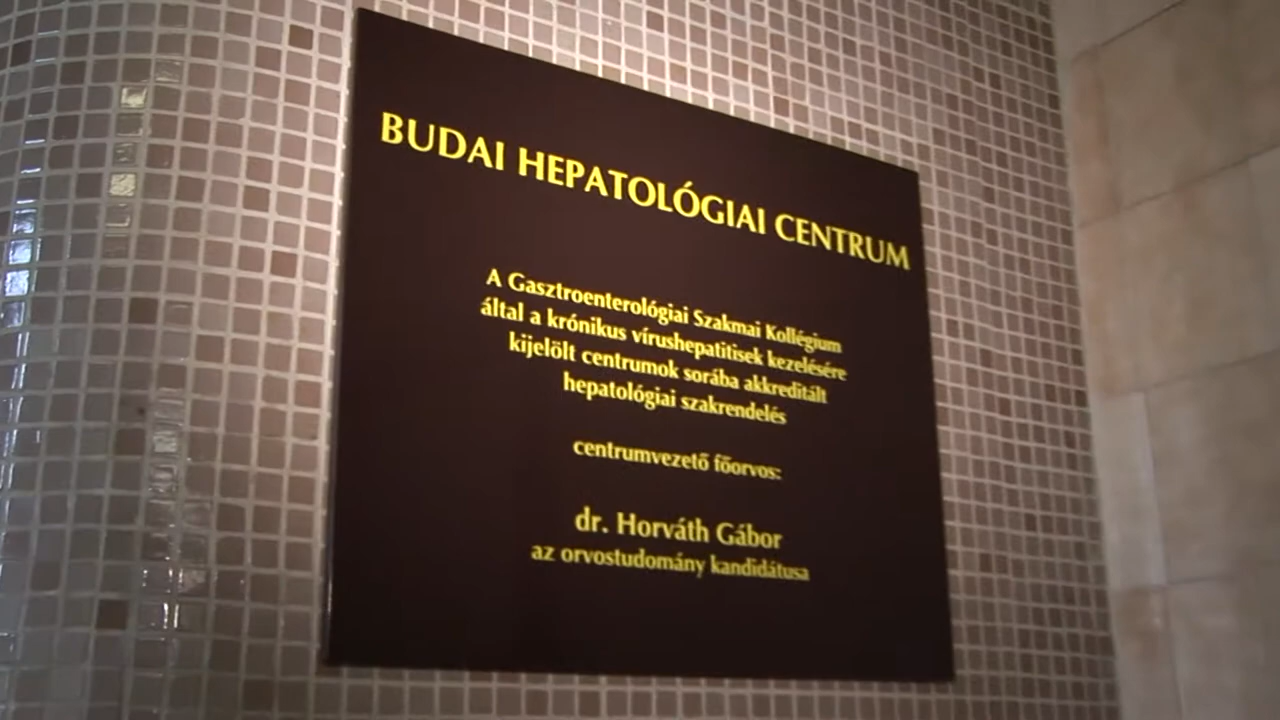 BUDAI HEPATOLÓGIAI CENTRUM
A Gasztroenterológiai Szakmai Kollégium
által a krónikus vírushepatitisek kezelésére
kijelölt centrumok sorába akkreditált
hepatológiai szakrendelés
centrumvezető főorvos:
dr. Horváth Gábor
az orvostudomány kandidátusa